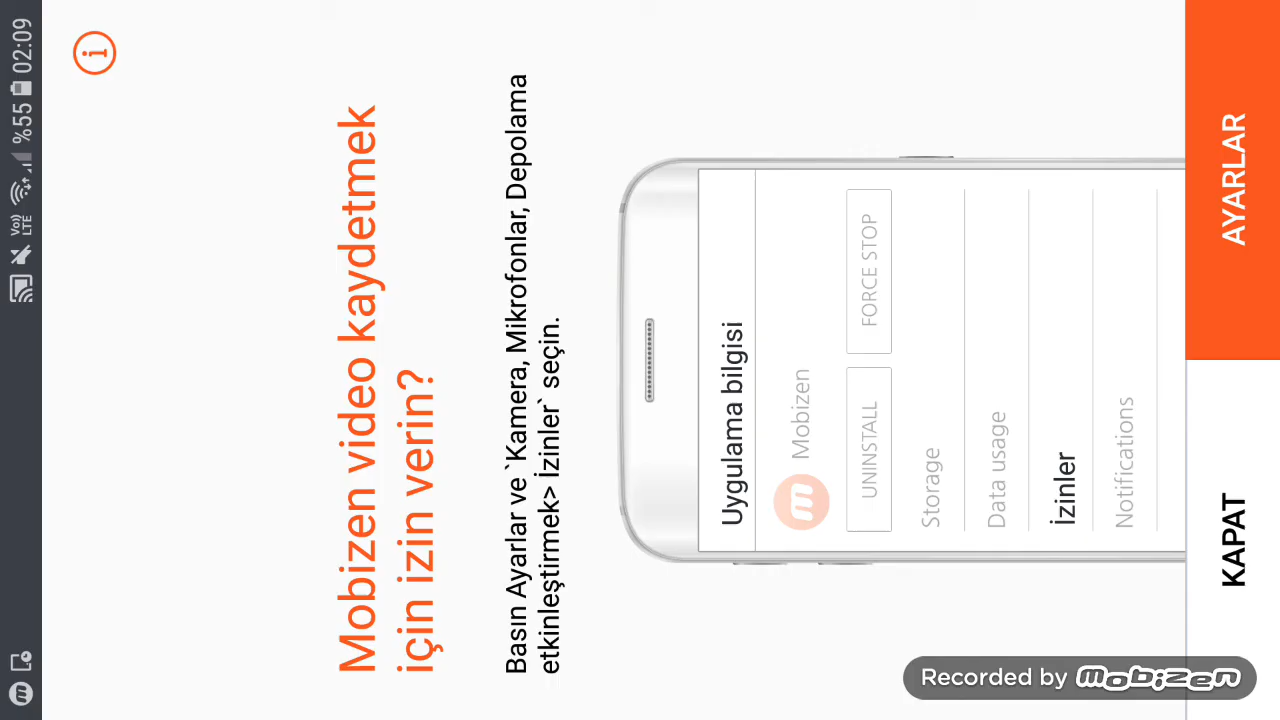 LTE %55 02:09
Mobizen video kaydetmek
için izin verin?
Basın Ayarlar ve `Kamera, Mikrofonlar, Depolama
etkinleştirmek> İzinler` seçin.
Uygulama bilgisi
Mobizen
UNINSTALL FORCE STOP
Storage
Data usage
İzinler
Notifications
KAPAT AYARLAR
Recorded by mobizen